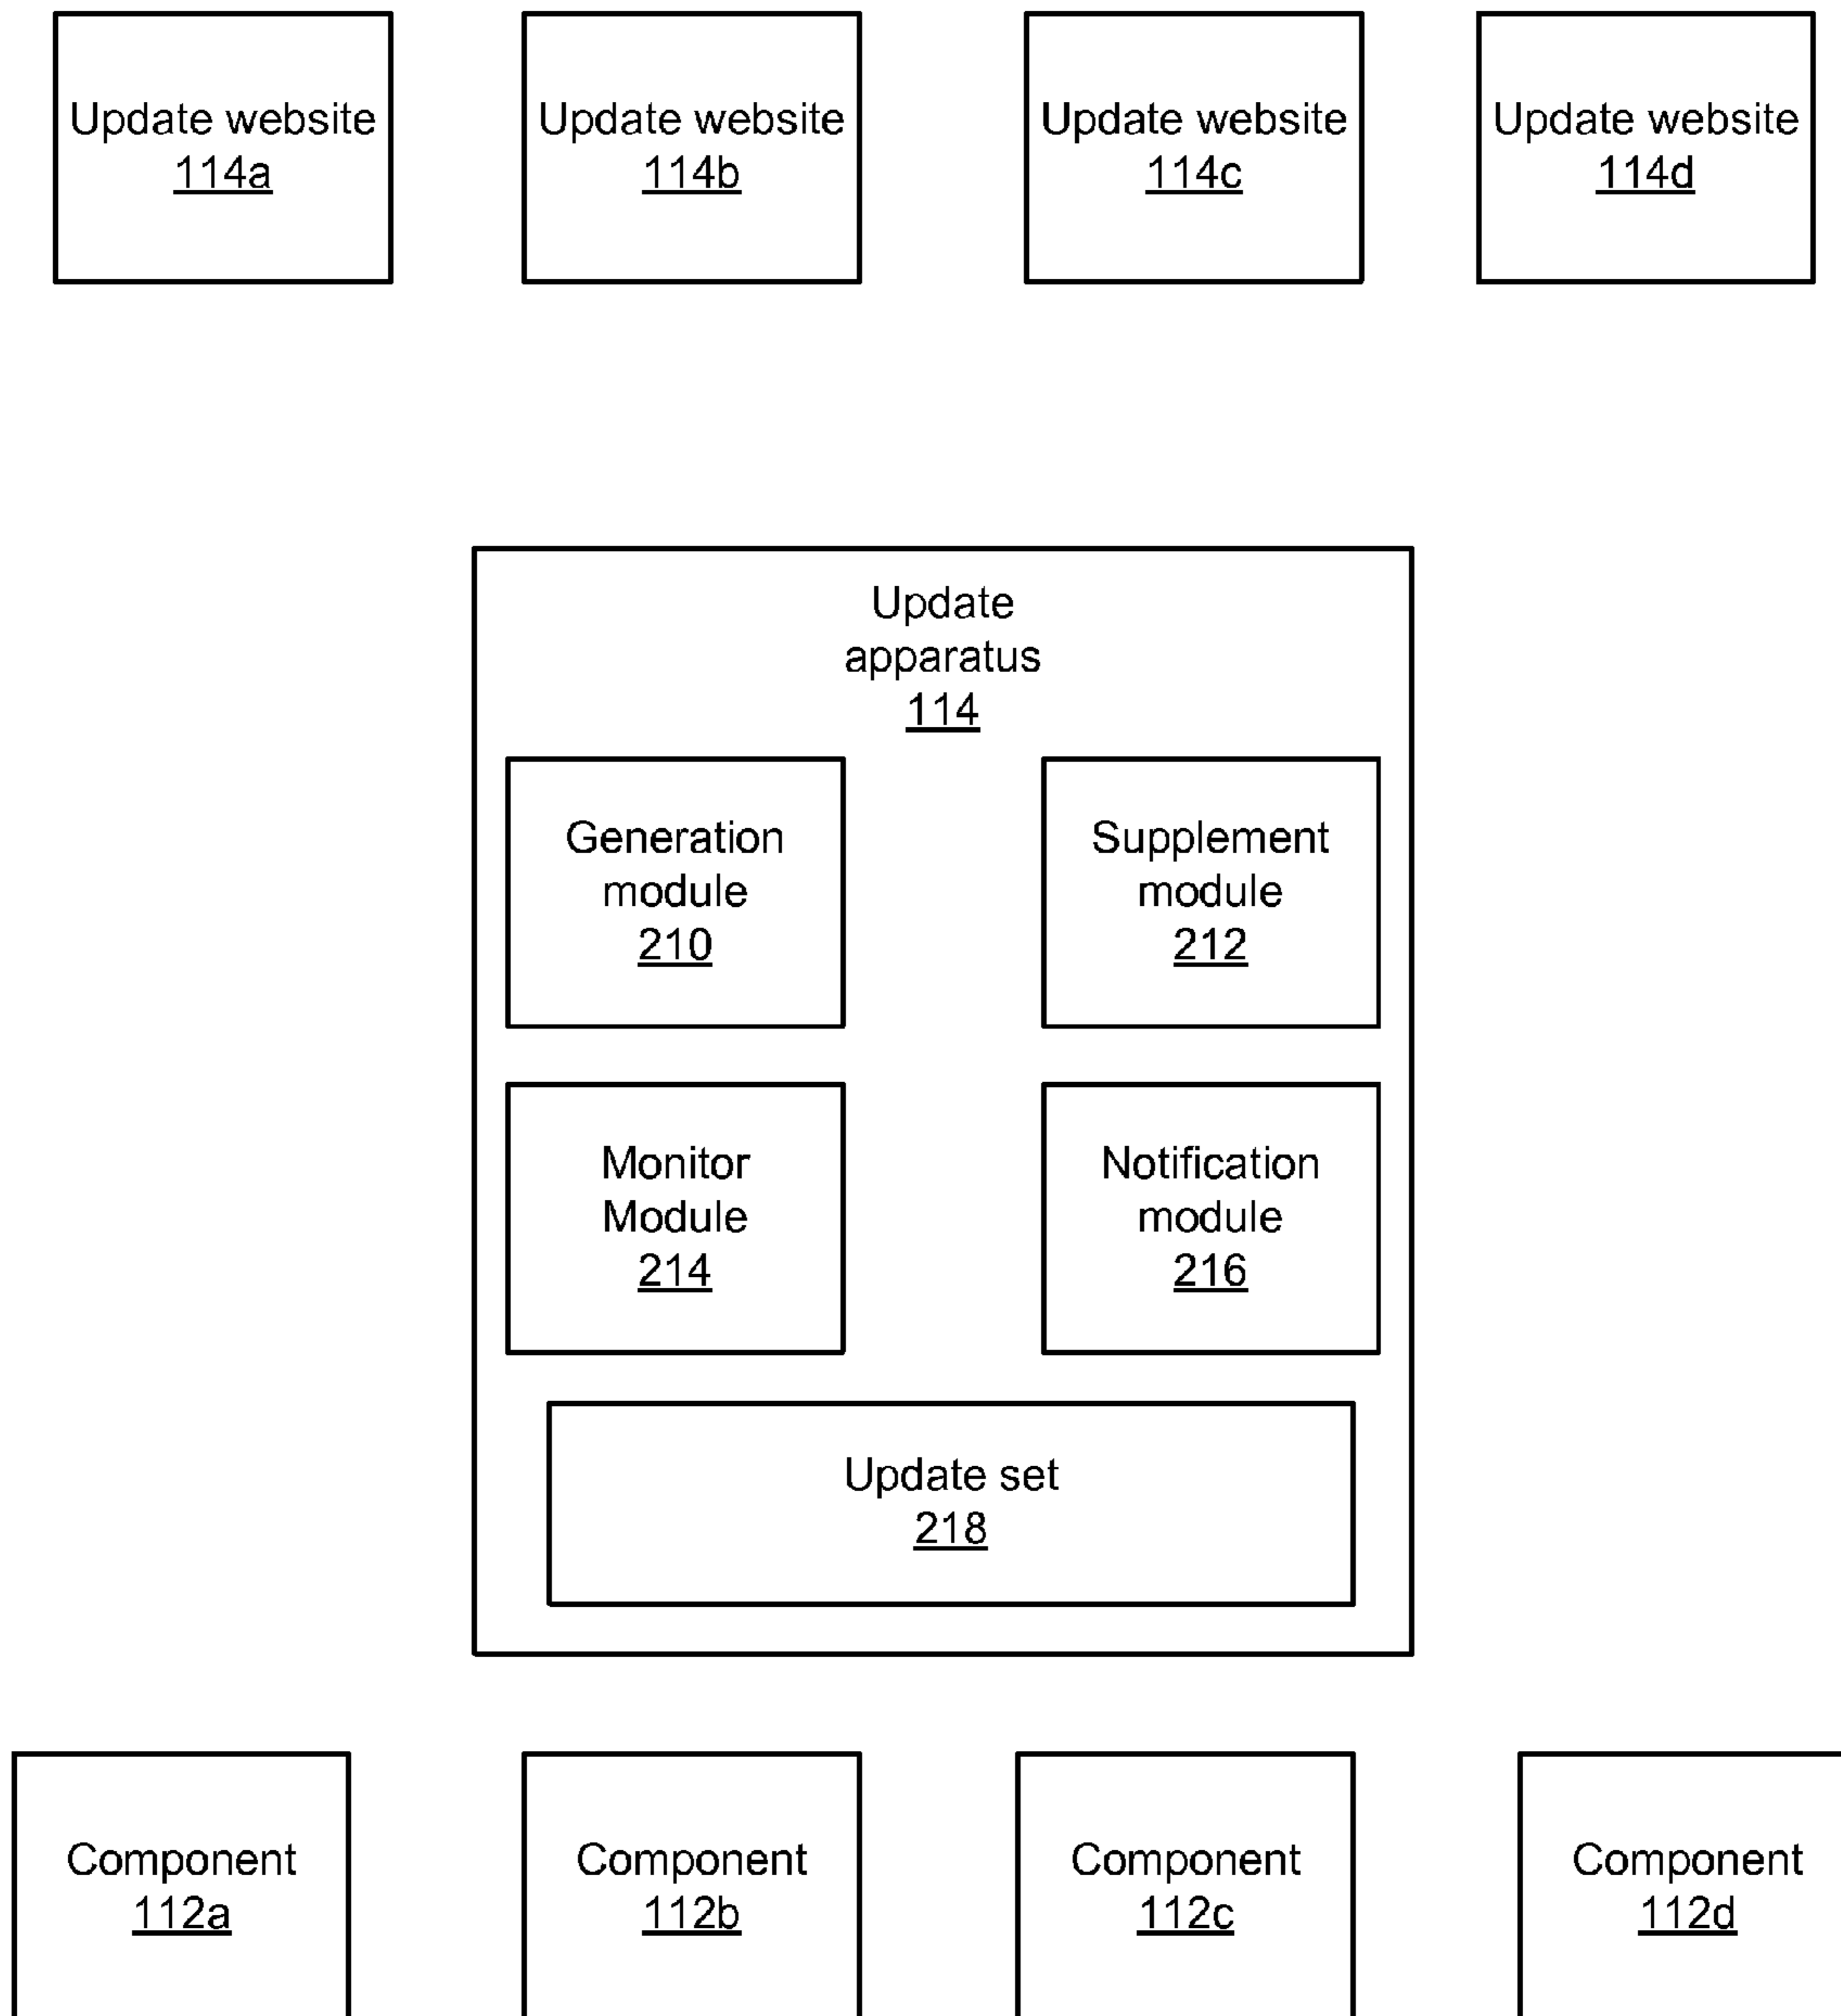 Update website
114a
Update website
114b
Update website
114c
Update website
114d
Update
apparatus
114
Generation
module
210
Supplement
module
212
Monitor
Module
214
Notification
module
216
Update set
218
Component
112a
Component
112b
Component
112c
Component
112d